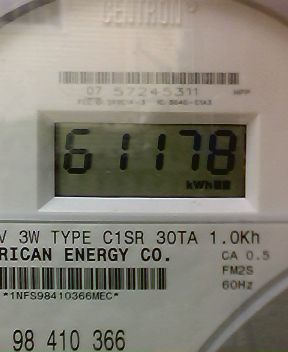 CENTRON®
07 57245311
61178
kWh
V 3W TYPE C1SR 30TA 1.0Kh
RICAN ENERGY CO.
CA 0.5
FM2S
60Hz
*1NFS98410366MEC*
98 410 366